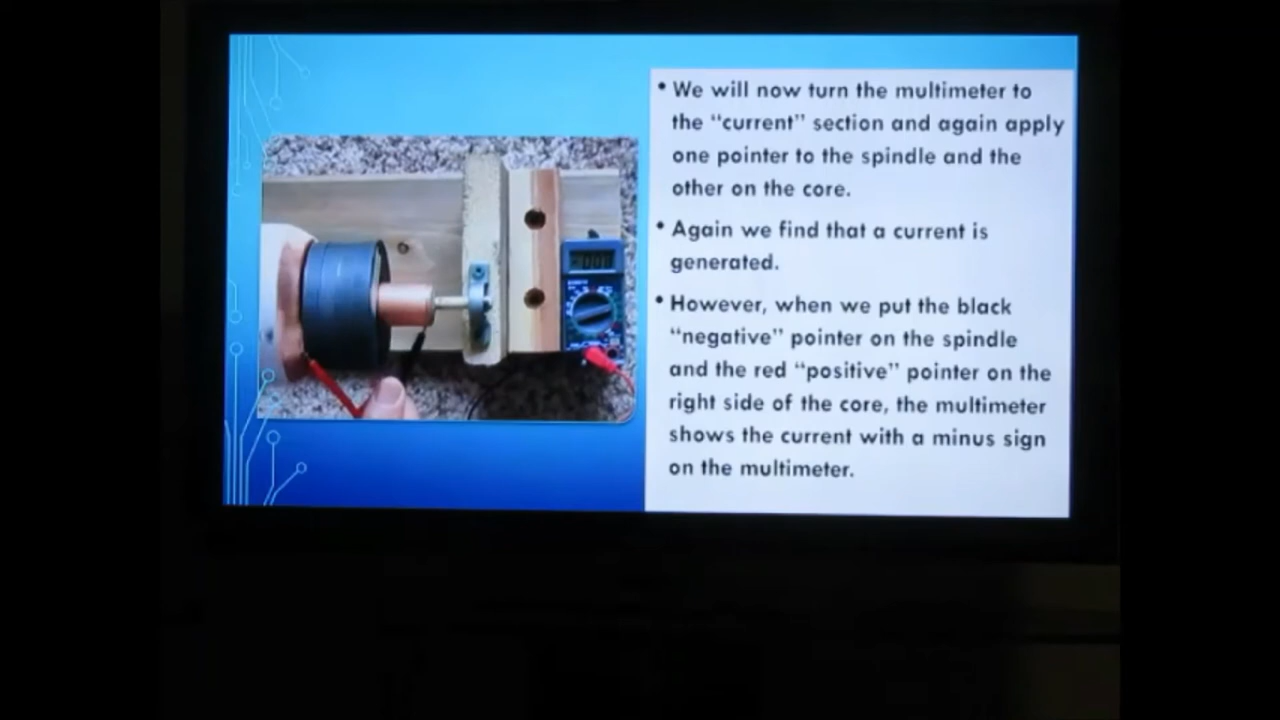 • We will now turn the multimeter to
the “current” section and again apply
one pointer to the spindle and the
other on the core.
• Again we find that a current is
generated.
• However, when we put the black
“negative” pointer on the spindle
and the red “positive” pointer on the
right side of the core, the multimeter
shows the current with a minus sign
on the multimeter.